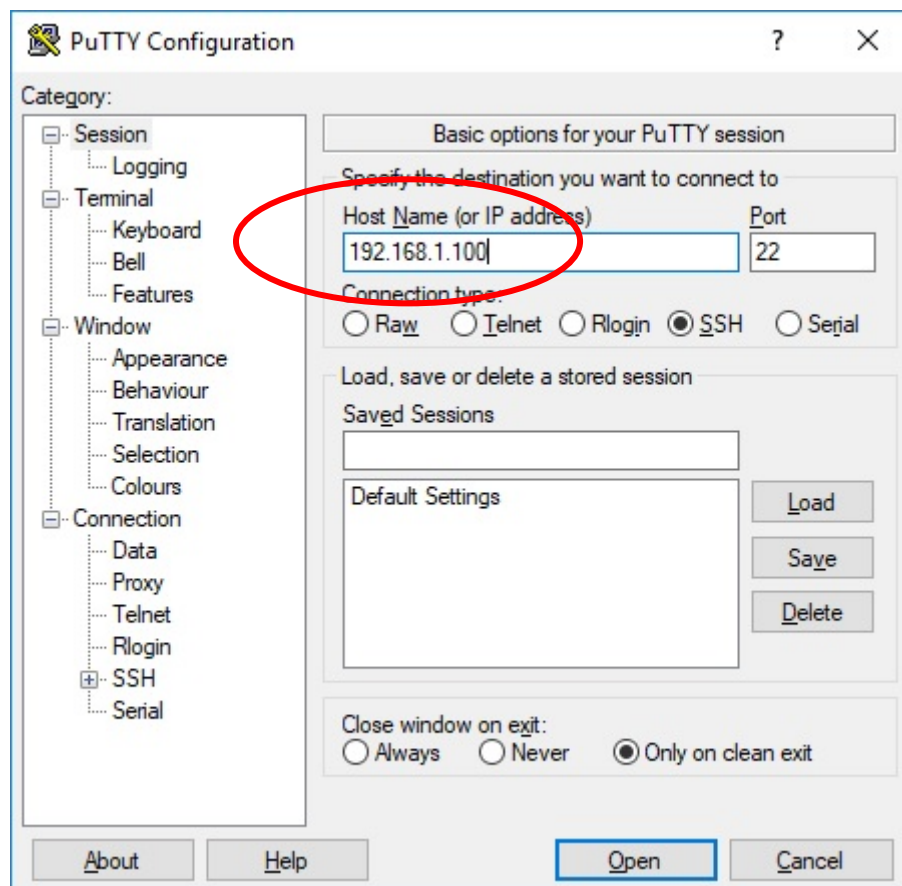 PuTTY Configuration
?
Category:
Session
Logging
Terminal
Keyboard
Bell
Features
Window
Appearance
Behaviour
Translation
Selection
Colours
Connection
Data
Proxy
Telnet
Rlogin
SSH
Serial
Basic options for your PuTTY session
Specify the destination you want to connect to
Host Name (or IP address) Port
192.168.1.100 22
Connection type:
Raw Telnet Rlogin SSH Serial
Load, save or delete a stored session
Saved Sessions
Default Settings
Load
Save
Delete
Close window on exit:
Always Never Only on clean exit
About Help Open Cancel